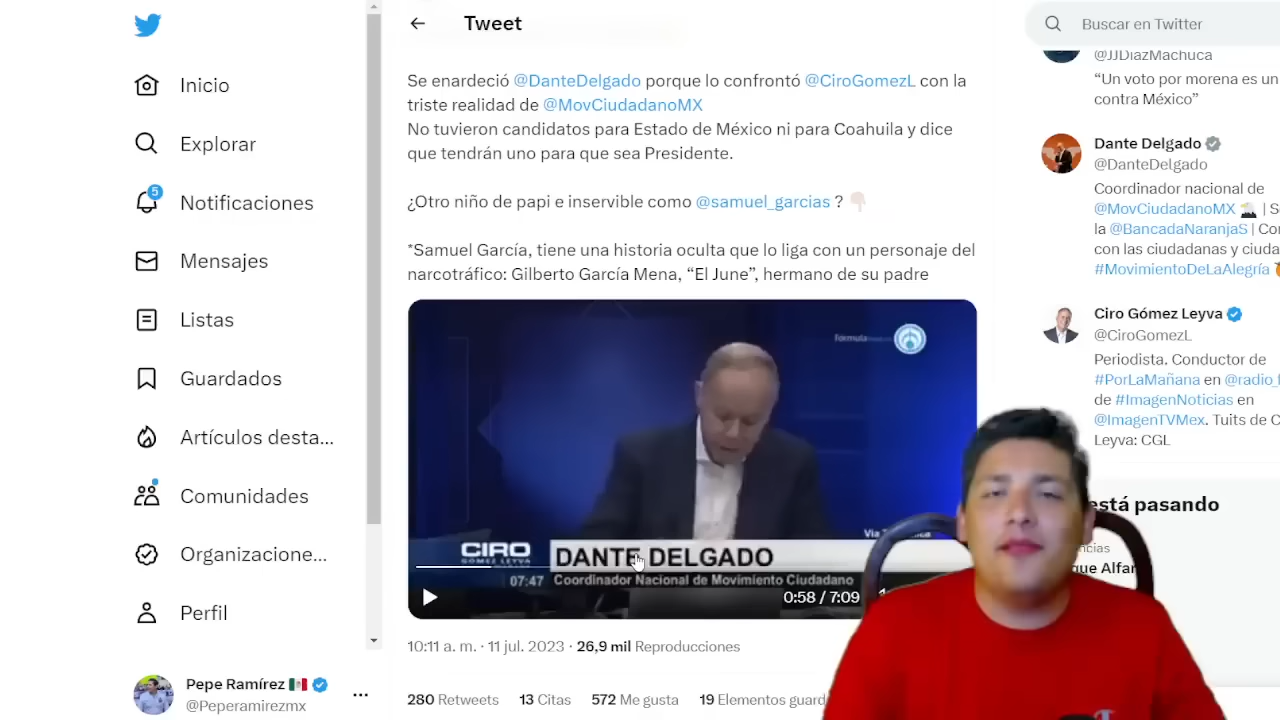 Tweet
Buscar en Twitter
Inicio
Explorar
5
Notificaciones
Mensajes
Listas
Guardados
Artículos desta...
Comunidades
Organizacione...
Perfil
Pepe Ramírez
@Peperamirezmx
Se enardeció @DanteDelgado porque lo confrontó @CiroGomezL con la
triste realidad de @MovCiudadanoMX
No tuvieron candidatos para Estado de México ni para Coahuila y dice
que tendrán uno para que sea Presidente.
¿Otro niño de papi e inservible como @samuel_garcias ?
*Samuel García, tiene una historia oculta que lo liga con un personaje del
narcotráfico: Gilberto García Mena, “El June”, hermano de su padre
fórmula
CIRO
GÓMEZ LEYVA
07:47
DANTE DELGADO
Coordinador Nacional de Movimiento Ciudadano
0:58 / 7:09
10:11 a. m. · 11 jul. 2023 · 26,9 mil Reproducciones
280 Retweets 13 Citas 572 Me gusta 19 Elementos
@JJDiazMachuca
“Un voto por morena es un
contra México”
Dante Delgado
@DanteDelgado
Coordinador nacional de
@MovCiudadanoMX | S
la @BancadaNaranjaS | Co
con las ciudadanas y ciuda
#MovimientoDeLaAlegría
Ciro Gómez Leyva
@CiroGomezL
Periodista. Conductor de
#PorLaMañana en @radio_f
de #ImagenNoticias en
@ImagenTVMex. Tuits de C
Leyva: CGL
está pasando